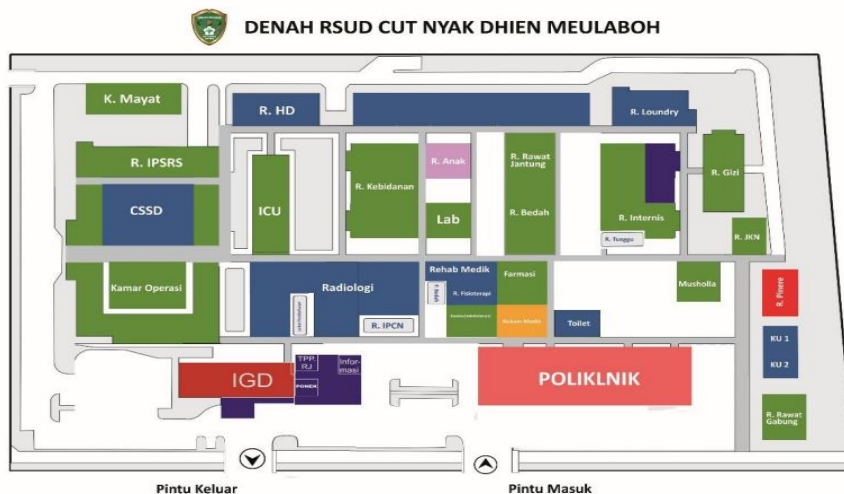 DENAH RSUD CUT NYAK DHIEN MEULABOH
K. Mayat
R. HD
R. Loundry
R. IPSRS
R. Anak
R. Rawat
Jantung
R. Kebidanan
R. Gizi
CSSD
ICU
Lab
R. Bedah
R. Internis
R. Tunggu
R. JKN
Kamar Operasi
Radiologi
Rehab Medik
Farmasi
R. Fisioterapi
Musholla
R. Pinere
R. IPCN
Rekam Medik
Toilet
KU 1
KU 2
IGD
TPP.
RJ
Infor-
masi
PONEK
POLIKLNIK
R. Rawat
Gabung
Pintu Keluar
Pintu Masuk